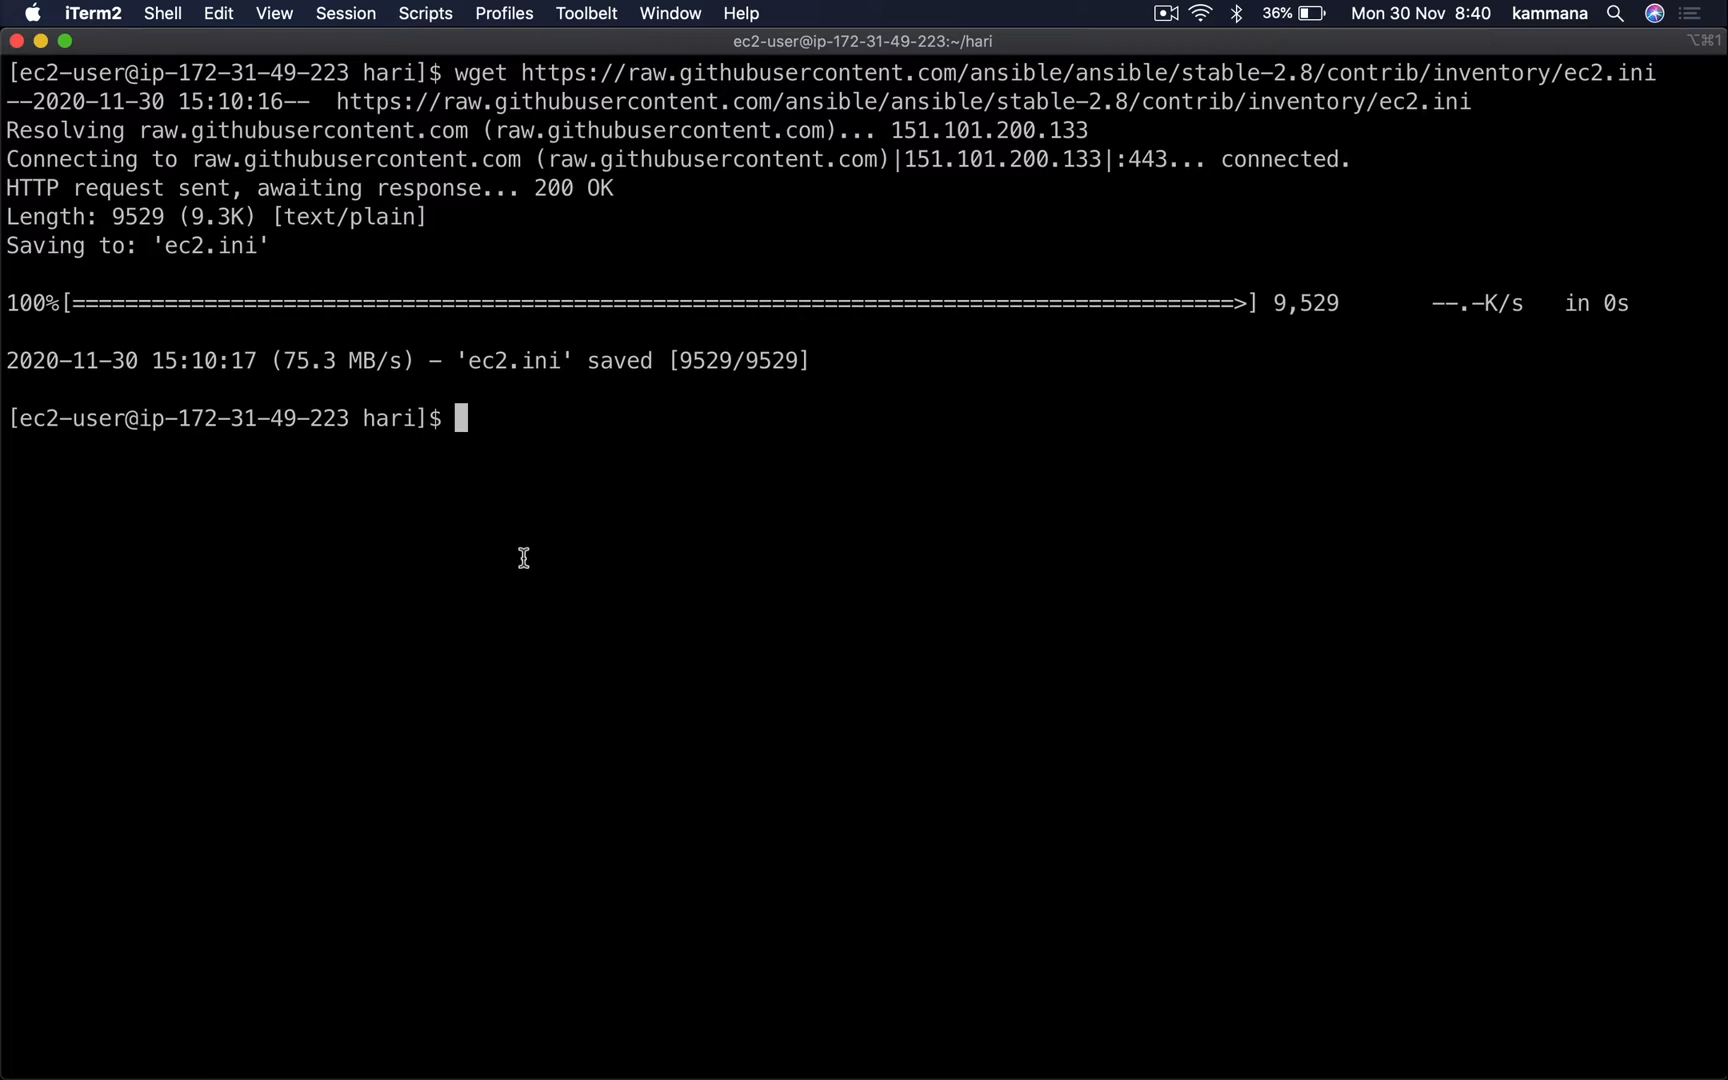 iTerm2 Shell Edit View Session Scripts Profiles Toolbelt Window Help 36% Mon 30 Nov 8:40 kammana
ec2-user@ip-172-31-49-223:~/hari ⌥⌘1
[ec2-user@ip-172-31-49-223 hari]$ wget https://raw.githubusercontent.com/ansible/ansible/stable-2.8/contrib/inventory/ec2.ini
--2020-11-30 15:10:16--  https://raw.githubusercontent.com/ansible/ansible/stable-2.8/contrib/inventory/ec2.ini
Resolving raw.githubusercontent.com (raw.githubusercontent.com)... 151.101.200.133
Connecting to raw.githubusercontent.com (raw.githubusercontent.com)|151.101.200.133|:443... connected.
HTTP request sent, awaiting response... 200 OK
Length: 9529 (9.3K) [text/plain]
Saving to: 'ec2.ini'
100%[========================================================================================>] 9,529       --.-K/s   in 0s
2020-11-30 15:10:17 (75.3 MB/s) - 'ec2.ini' saved [9529/9529]
[ec2-user@ip-172-31-49-223 hari]$